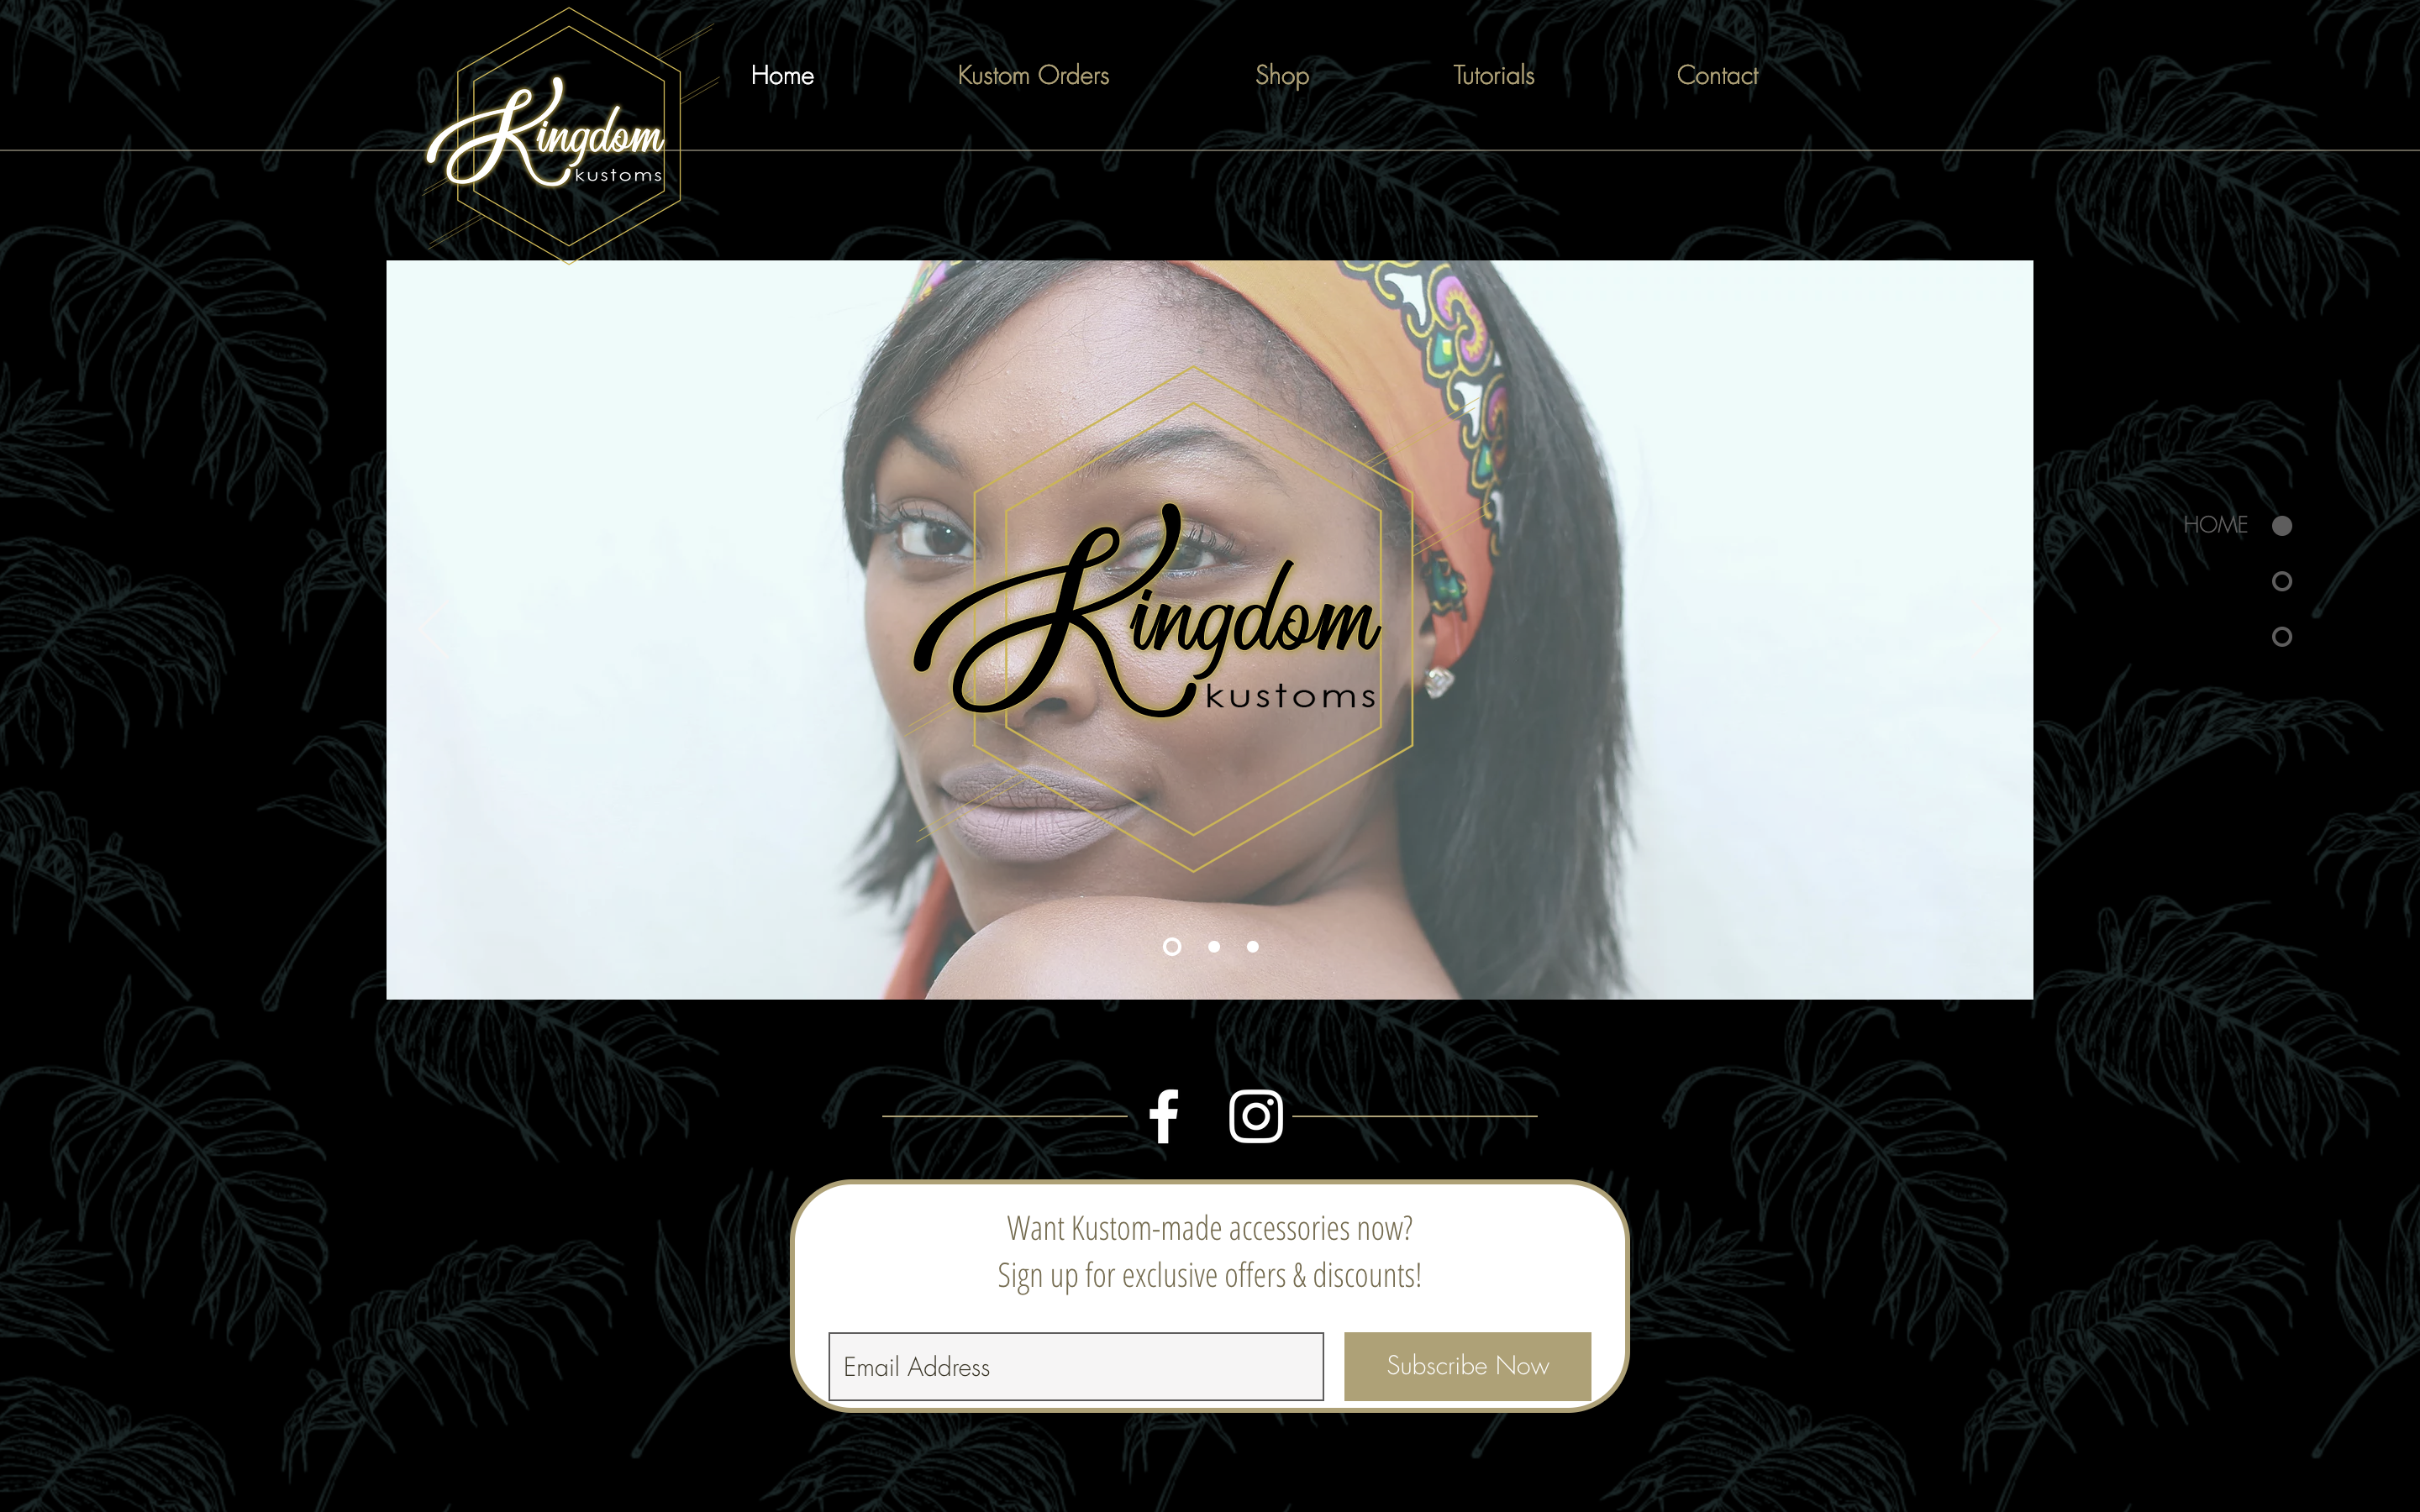 Kingdom
kustoms
Home
Kustom Orders
Shop
Tutorials
Contact
Kingdom
kustoms
HOME
Want Kustom-made accessories now?
Sign up for exclusive offers & discounts!
Email Address
Subscribe Now